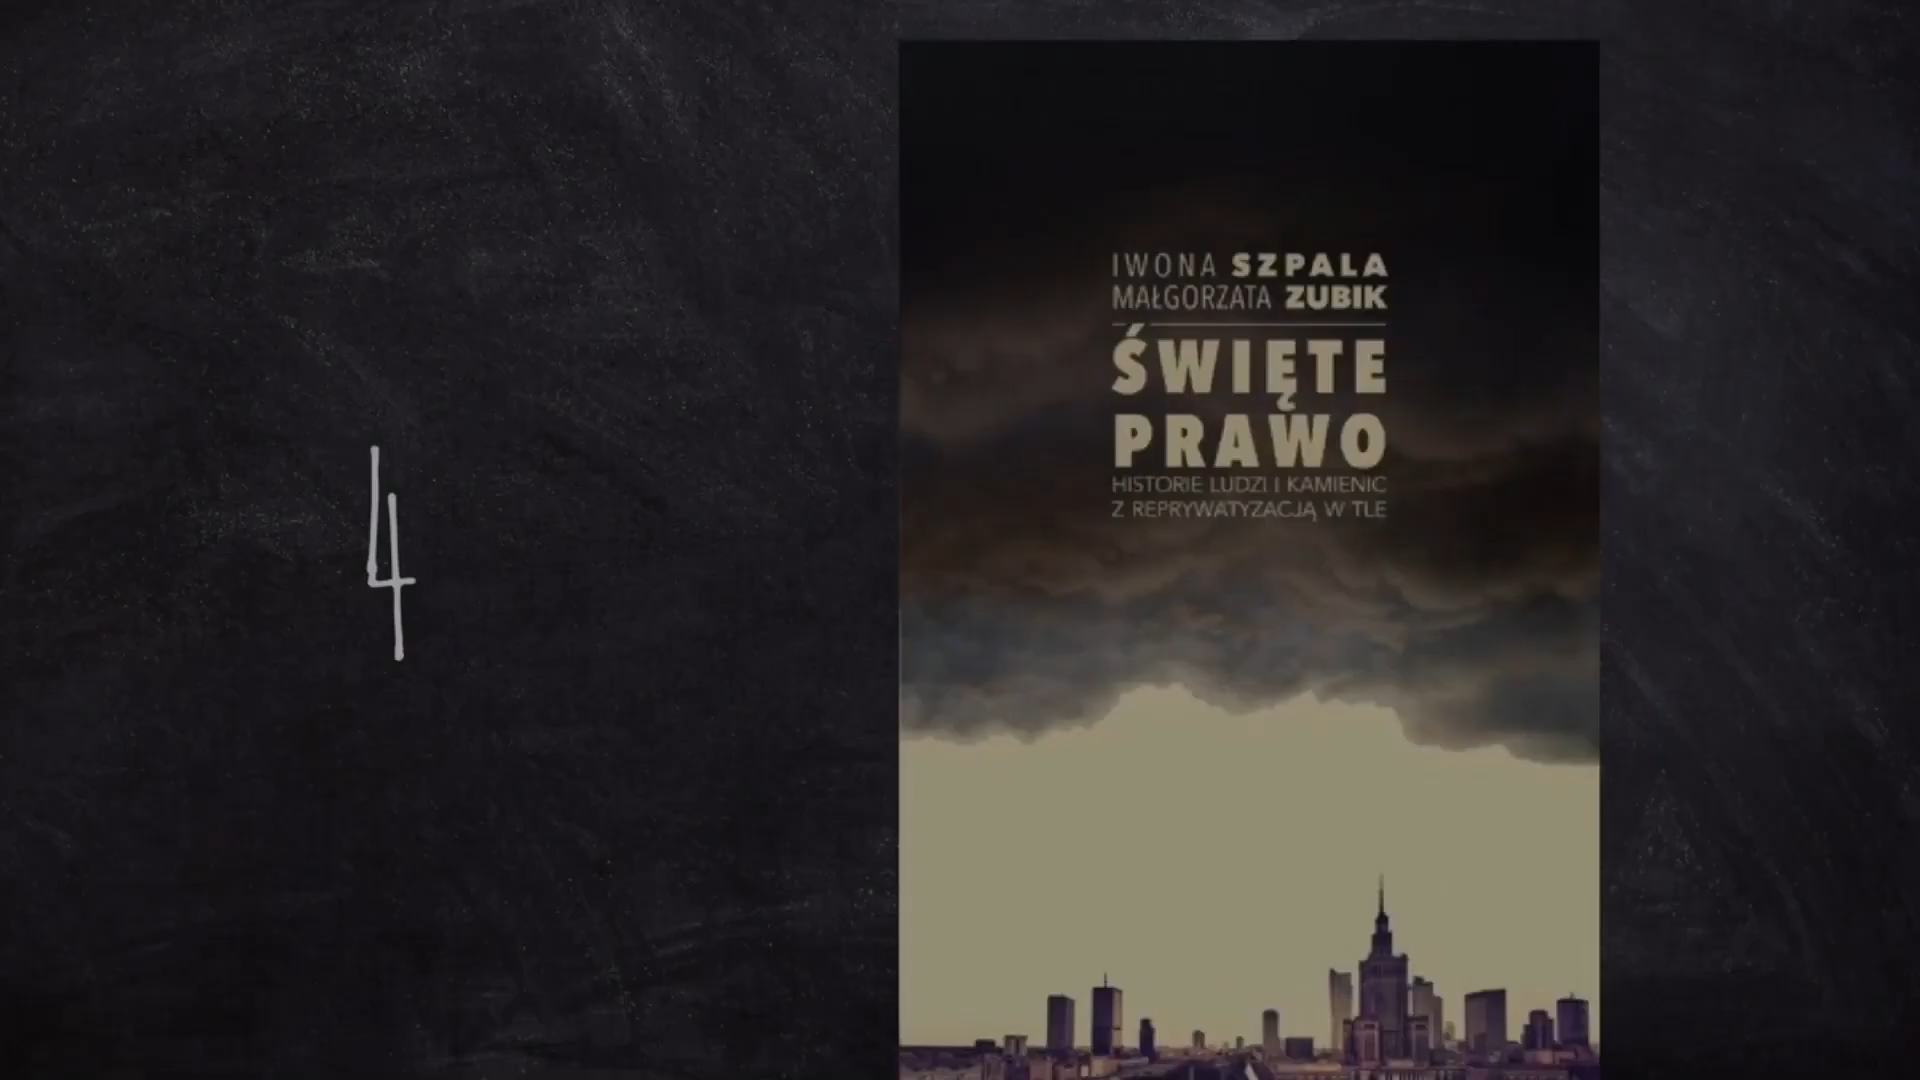 4
IWONA SZPALA
MAŁGORZATA ZUBIK
ŚWIĘTE
PRAWO
HISTORIE LUDZI I KAMIENIC
Z REPRYWATYZACJĄ W TLE